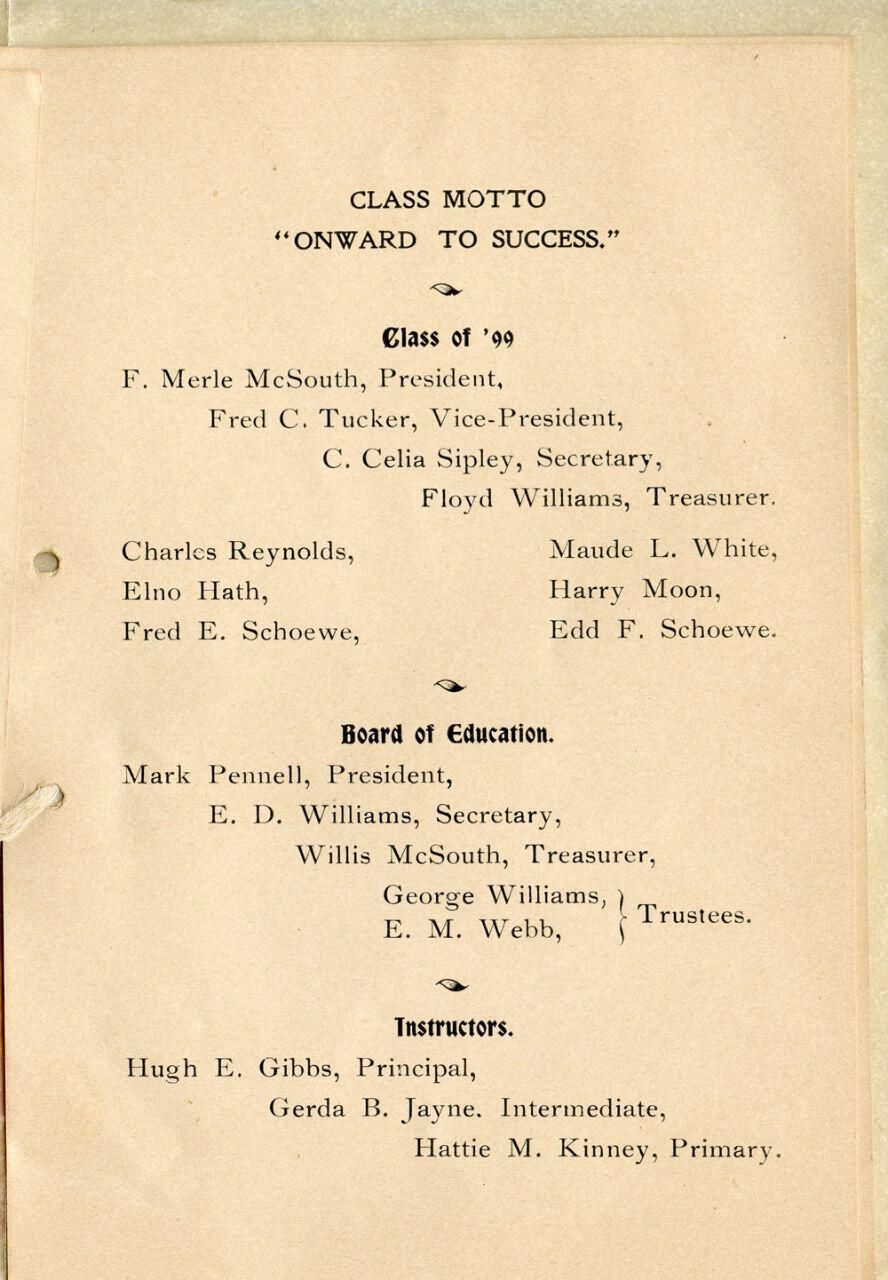 CLASS MOTTO
"ONWARD TO SUCCESS."
Class of '99
F. Merle McSouth, President,
Fred C. Tucker, Vice-President,
C. Celia Sipley, Secretary,
Floyd Williams, Treasurer.
Charles Reynolds, Maude L. White,
Elno Hath, Harry Moon,
Fred E. Schoewe, Edd F. Schoewe.
Board of Education.
Mark Pennell, President,
E. D. Williams, Secretary,
Willis McSouth, Treasurer,
George Williams,
E. M. Webb,
} Trustees.
Instructors.
Hugh E. Gibbs, Principal,
Gerda B. Jayne. Intermediate,
Hattie M. Kinney, Primary.